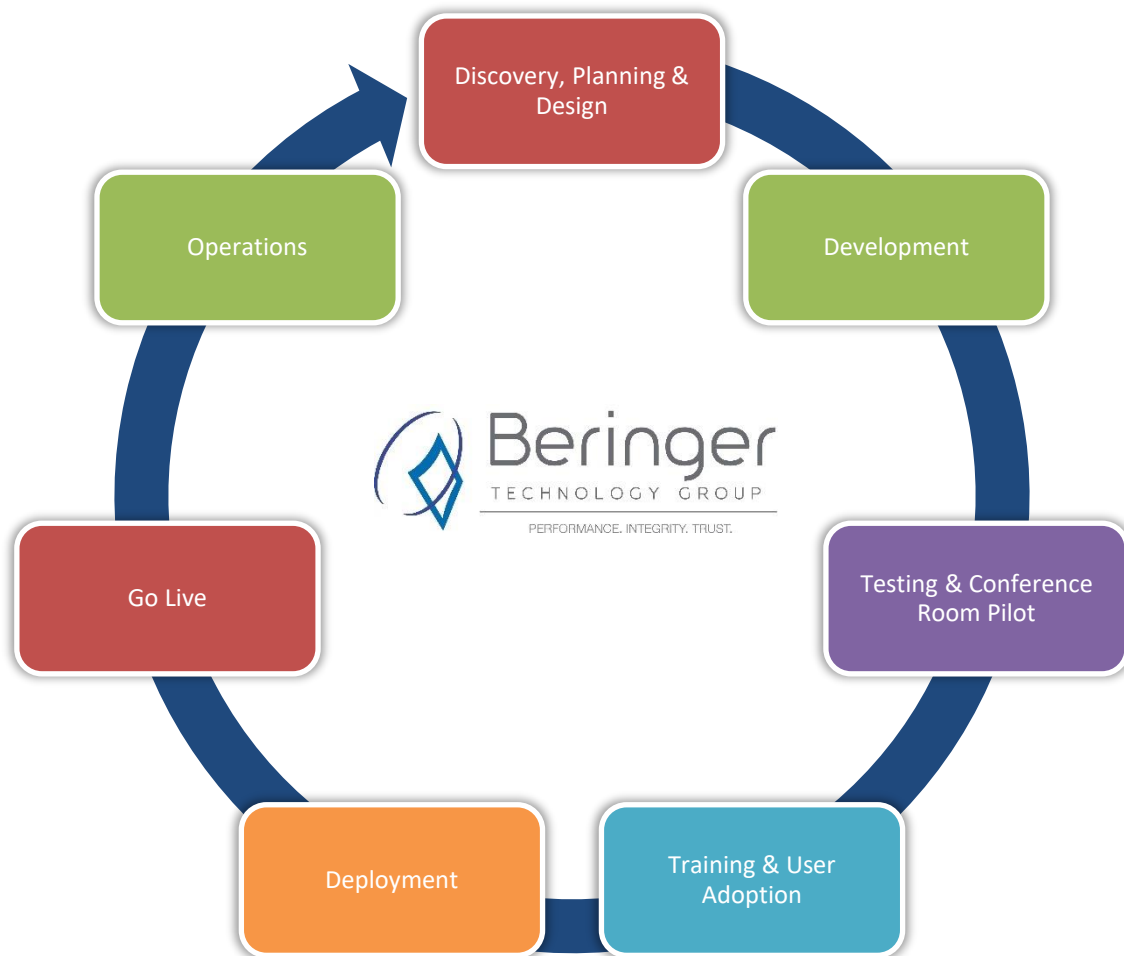 Discovery, Planning &
Design
Development
Testing & Conference
Room Pilot
Training & User
Adoption
Deployment
Go Live
Operations
Beringer
TECHNOLOGY GROUP
PERFORMANCE. INTEGRITY. TRUST.